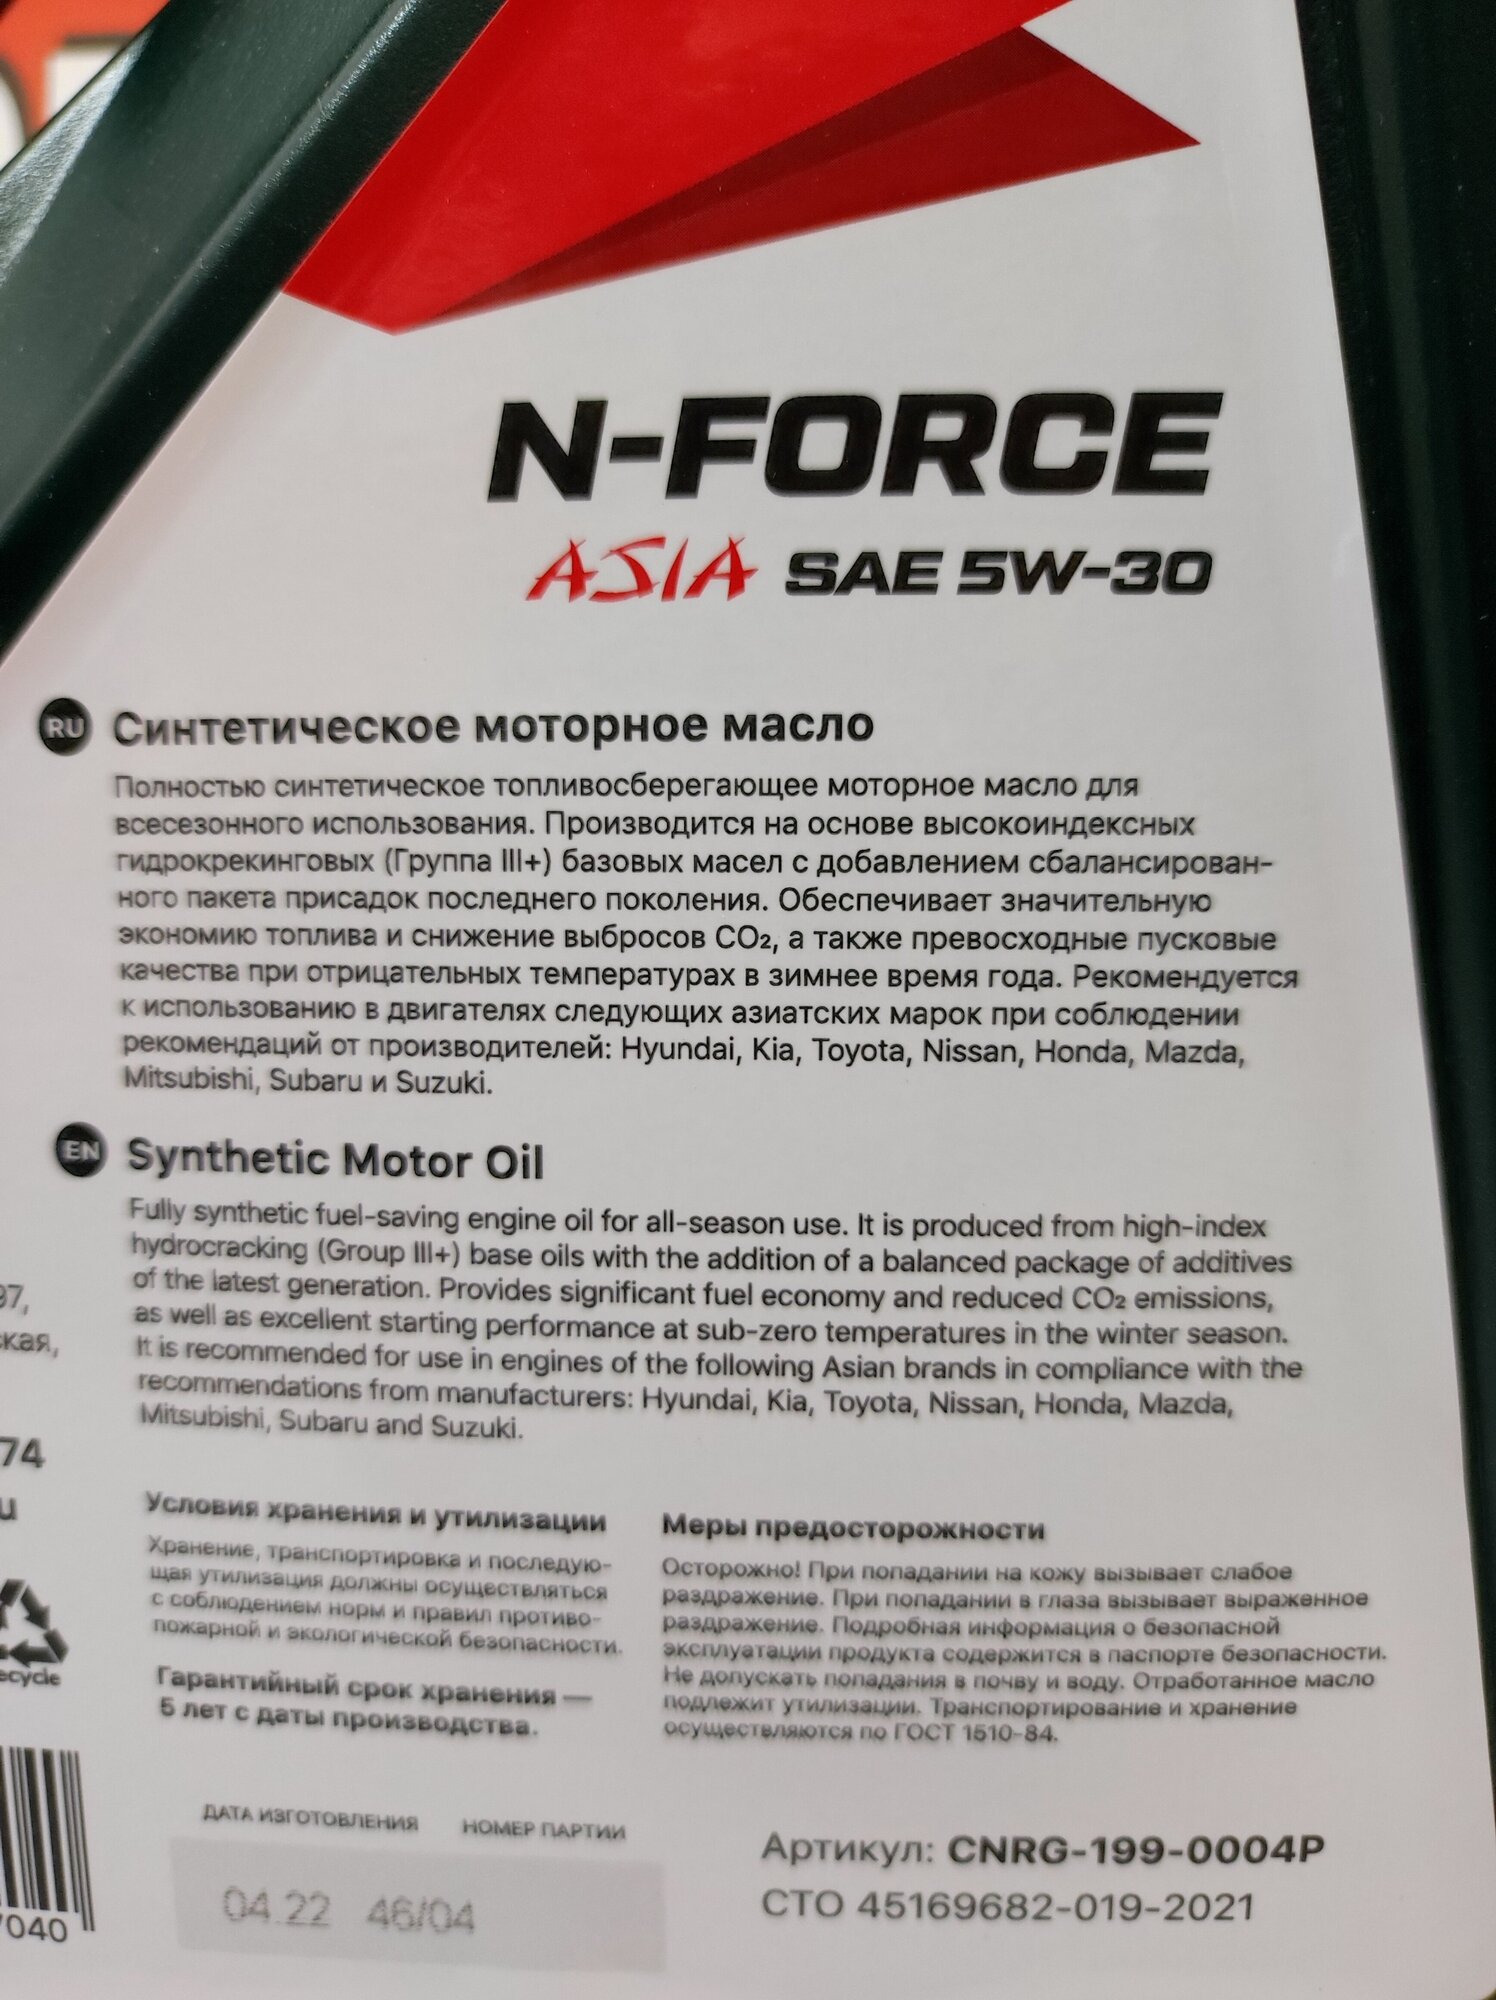 N-FORCE
ASIA SAE 5W-30
RU Синтетическое моторное масло
Полностью синтетическое топливосберегающее моторное масло для
всесезонного использования. Производится на основе высокоиндексных
гидрокрекинговых (Группа III+) базовых масел с добавлением сбалансирован-
ного пакета присадок последнего поколения. Обеспечивает значительную
экономию топлива и снижение выбросов CO₂, а также превосходные пусковые
качества при отрицательных температурах в зимнее время года. Рекомендуется
к использованию в двигателях следующих азиатских марок при соблюдении
рекомендаций от производителей: Hyundai, Kia, Toyota, Nissan, Honda, Mazda,
Mitsubishi, Subaru и Suzuki.
EN Synthetic Motor Oil
Fully synthetic fuel-saving engine oil for all-season use. It is produced from high-index
hydrocracking (Group III+) base oils with the addition of a balanced package of additives
of the latest generation. Provides significant fuel economy and reduced CO₂ emissions,
as well as excellent starting performance at sub-zero temperatures in the winter season.
It is recommended for use in engines of the following Asian brands in compliance with the
recommendations from manufacturers: Hyundai, Kia, Toyota, Nissan, Honda, Mazda,
Mitsubishi, Subaru and Suzuki.
97,
ская,
74
u
ecycle
7040
Условия хранения и утилизации
Хранение, транспортировка и последую-
щая утилизация должны осуществляться
с соблюдением норм и правил противо-
пожарной и экологической безопасности.
Гарантийный срок хранения —
5 лет с даты производства.
Меры предосторожности
Осторожно! При попадании на кожу вызывает слабое
раздражение. При попадании в глаза вызывает выраженное
раздражение. Подробная информация о безопасной
эксплуатации продукта содержится в паспорте безопасности.
Не допускать попадания в почву и воду. Отработанное масло
подлежит утилизации. Транспортирование и хранение
осуществляются по ГОСТ 1510-84.
ДАТА ИЗГОТОВЛЕНИЯ НОМЕР ПАРТИИ
04.22 46/04
Артикул: CNRG-199-0004P
СТО 45169682-019-2021